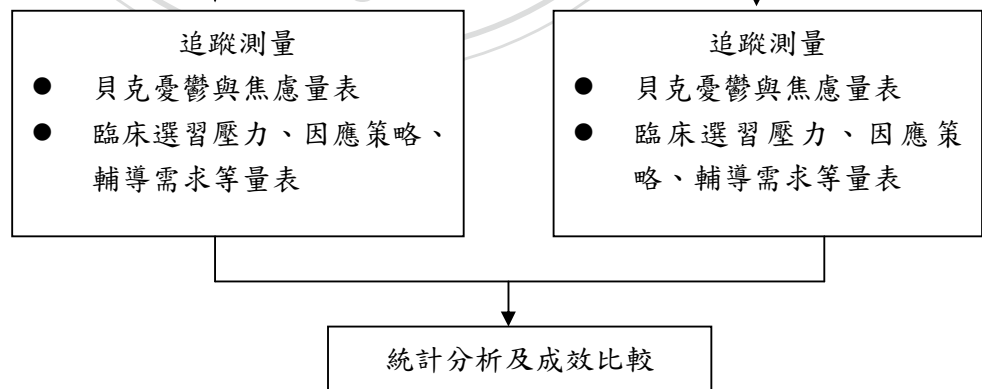 追蹤測量
● 貝克憂鬱與焦慮量表
● 臨床選習壓力、因應策略、
輔導需求等量表
追蹤測量
● 貝克憂鬱與焦慮量表
● 臨床選習壓力、因應策
略、輔導需求等量表
統計分析及成效比較